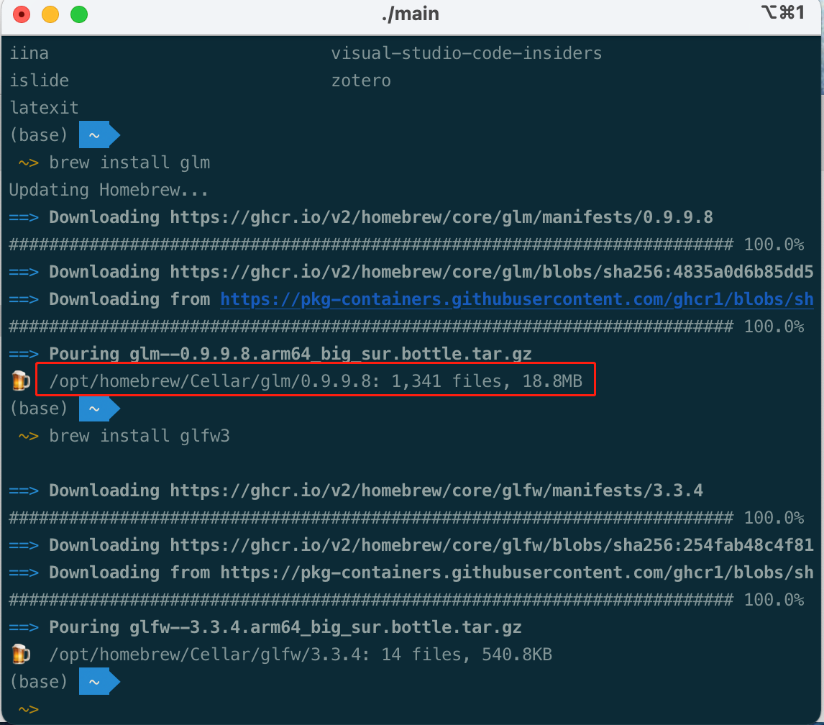 ./main
⌥⌘1
iina visual-studio-code-insiders
islide zotero
latexit
(base) ~
~> brew install glm
Updating Homebrew...
==> Downloading https://ghcr.io/v2/homebrew/core/glm/manifests/0.9.9.8
######################################################################## 100.0%
==> Downloading https://ghcr.io/v2/homebrew/core/glm/blobs/sha256:4835a0d6b85dd5
==> Downloading from https://pkg-containers.githubusercontent.com/ghcr1/blobs/sh
######################################################################## 100.0%
==> Pouring glm--0.9.9.8.arm64_big_sur.bottle.tar.gz
🍺 /opt/homebrew/Cellar/glm/0.9.9.8: 1,341 files, 18.8MB
(base) ~
~> brew install glfw3
==> Downloading https://ghcr.io/v2/homebrew/core/glfw/manifests/3.3.4
######################################################################## 100.0%
==> Downloading https://ghcr.io/v2/homebrew/core/glfw/blobs/sha256:254fab48c4f81
==> Downloading from https://pkg-containers.githubusercontent.com/ghcr1/blobs/sh
######################################################################## 100.0%
==> Pouring glfw--3.3.4.arm64_big_sur.bottle.tar.gz
🍺 /opt/homebrew/Cellar/glfw/3.3.4: 14 files, 540.8KB
(base) ~
~>